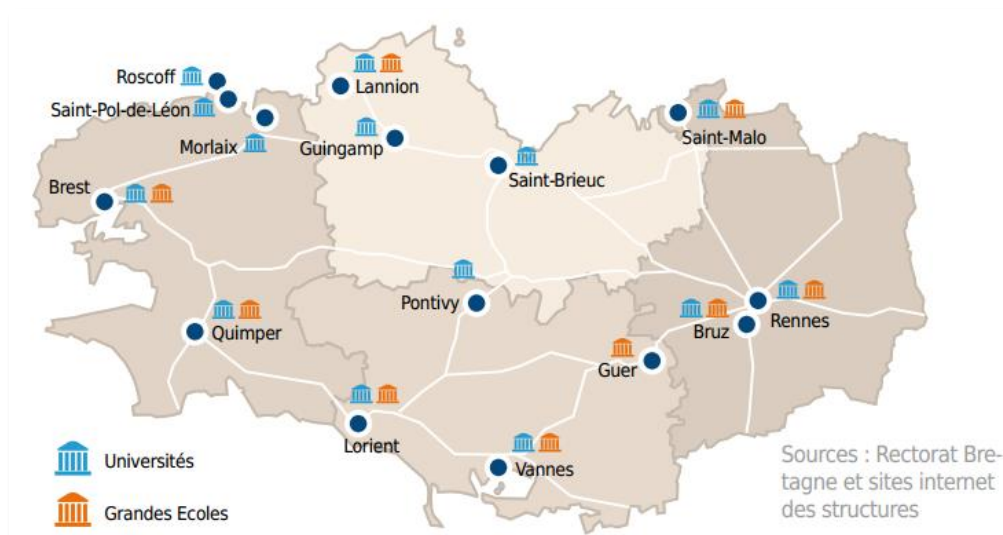 Roscoff
Lannion
Saint-Pol-de-Léon
Saint-Malo
Morlaix
Guingamp
Saint-Brieuc
Brest
Pontivy
Quimper
Bruz
Rennes
Guer
Lorient
Vannes
Universités
Grandes Ecoles
Sources : Rectorat Bre-
tagne et sites internet
des structures